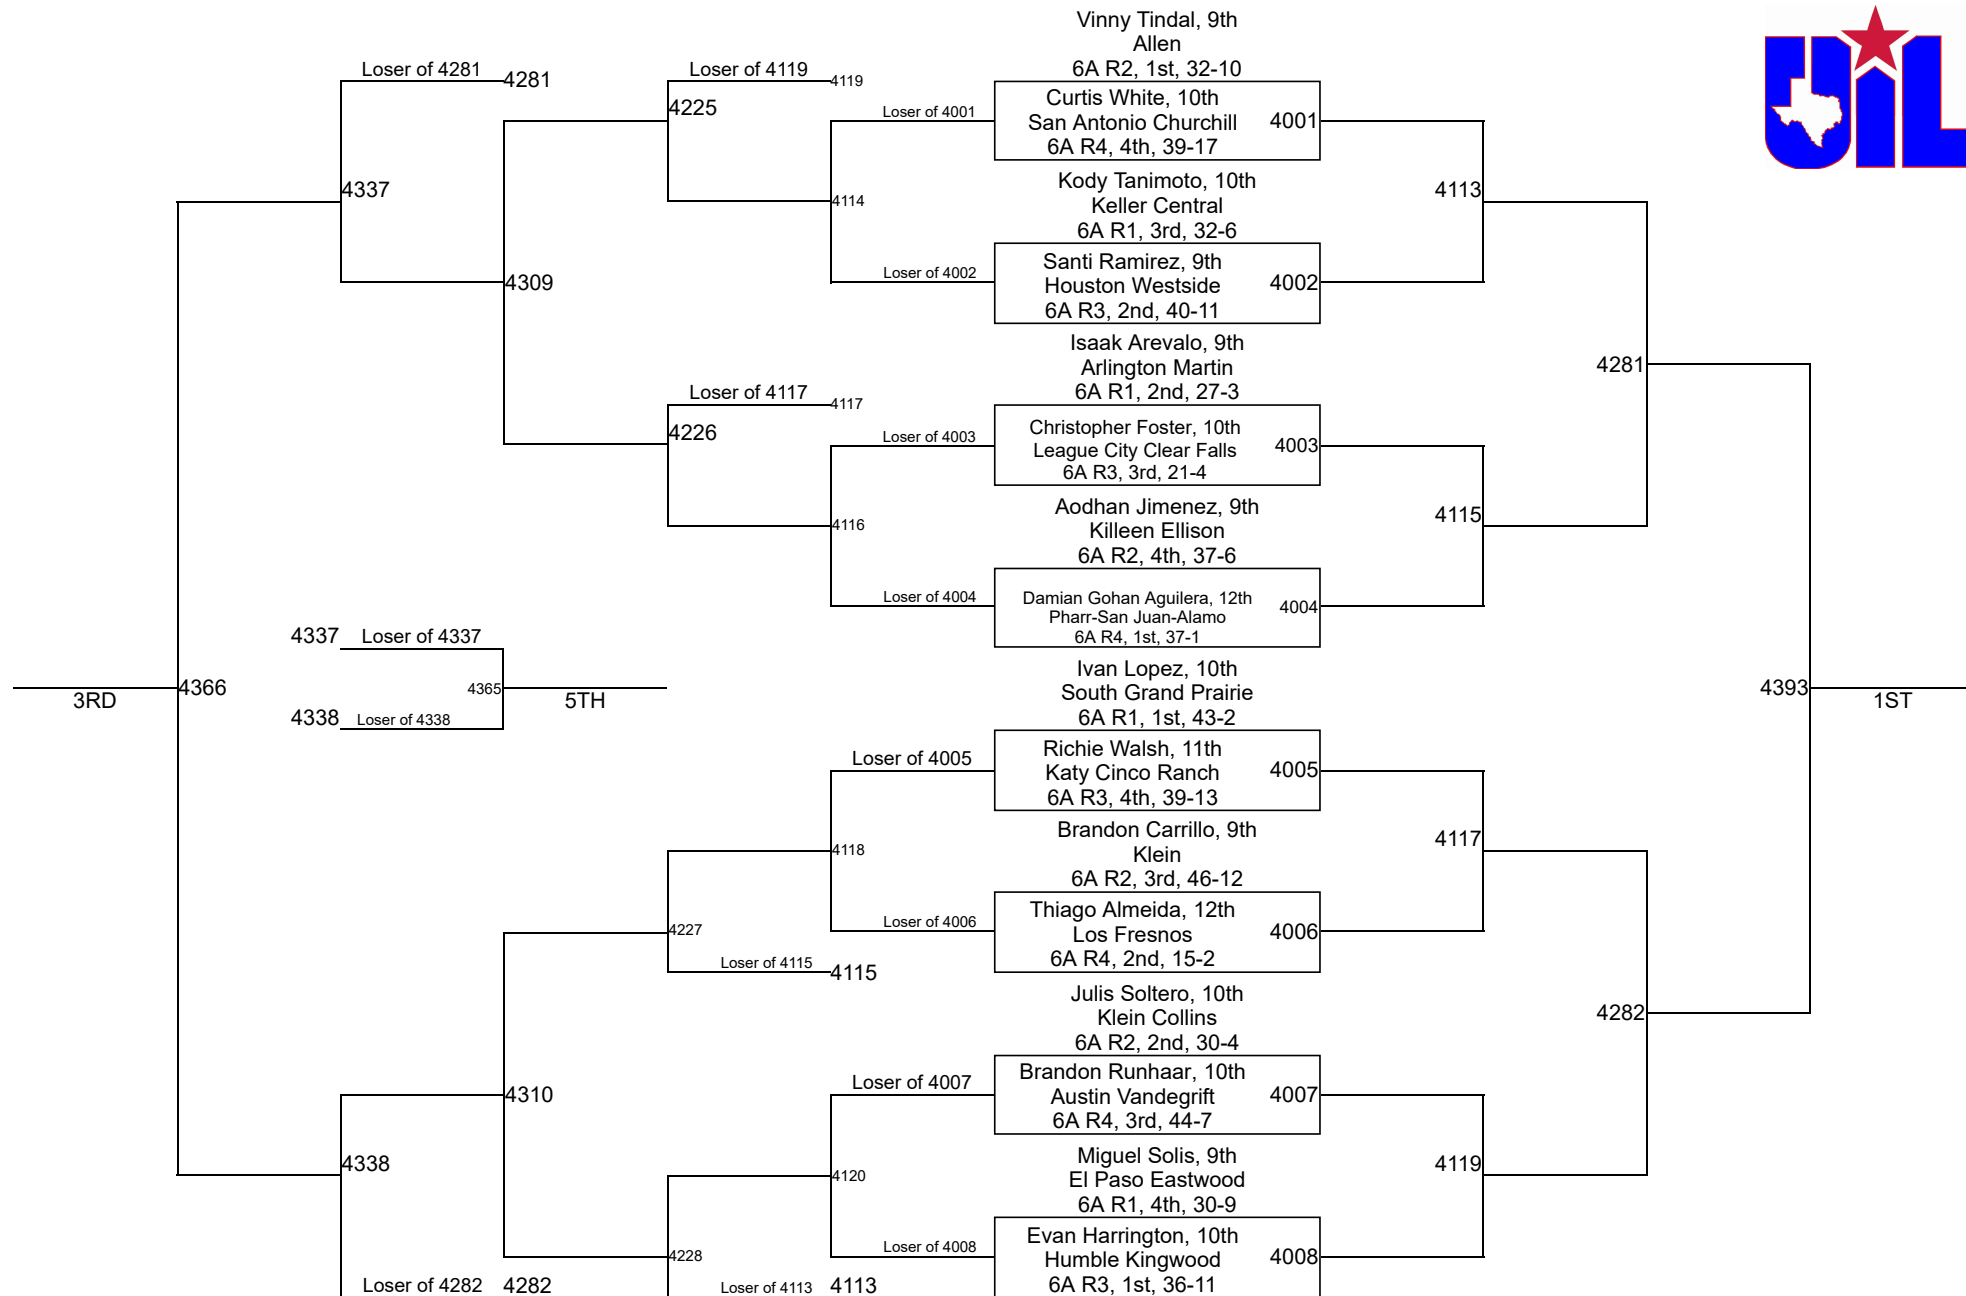 Vinny Tindal, 9th
Allen
6A R2, 1st, 32-10
Loser of 4281 4281
Loser of 4119 4119
4225
Loser of 4001
Curtis White, 10th
San Antonio Churchill
6A R4, 4th, 39-17
4001
UIL
4337
4114
Kody Tanimoto, 10th
Keller Central
6A R1, 3rd, 32-6
4113
4309
Loser of 4002
Santi Ramirez, 9th
Houston Westside
6A R3, 2nd, 40-11
4002
Isaak Arevalo, 9th
Arlington Martin
6A R1, 2nd, 27-3
4281
Loser of 4117 4117
4226
Loser of 4003
Christopher Foster, 10th
League City Clear Falls
6A R3, 3rd, 21-4
4003
4116
Aodhan Jimenez, 9th
Killeen Ellison
6A R2, 4th, 37-6
4115
Loser of 4004
Damian Gohan Aguilera, 12th
Pharr-San Juan-Alamo
6A R4, 1st, 37-1
4004
4337 Loser of 4337
3RD
4366
4365
5TH
4338 Loser of 4338
Ivan Lopez, 10th
South Grand Prairie
6A R1, 1st, 43-2
4393
1ST
Loser of 4005
Richie Walsh, 11th
Katy Cinco Ranch
6A R3, 4th, 39-13
4005
4118
Brandon Carrillo, 9th
Klein
6A R2, 3rd, 46-12
4117
4227
Loser of 4006
Thiago Almeida, 12th
Los Fresnos
6A R4, 2nd, 15-2
4006
Loser of 4115 4115
Julis Soltero, 10th
Klein Collins
6A R2, 2nd, 30-4
4282
4310
Loser of 4007
Brandon Runhaar, 10th
Austin Vandegrift
6A R4, 3rd, 44-7
4007
4338
4120
Miguel Solis, 9th
El Paso Eastwood
6A R1, 4th, 30-9
4119
4228
Loser of 4008
Evan Harrington, 10th
Humble Kingwood
6A R3, 1st, 36-11
4008
Loser of 4282 4282
Loser of 4113 4113